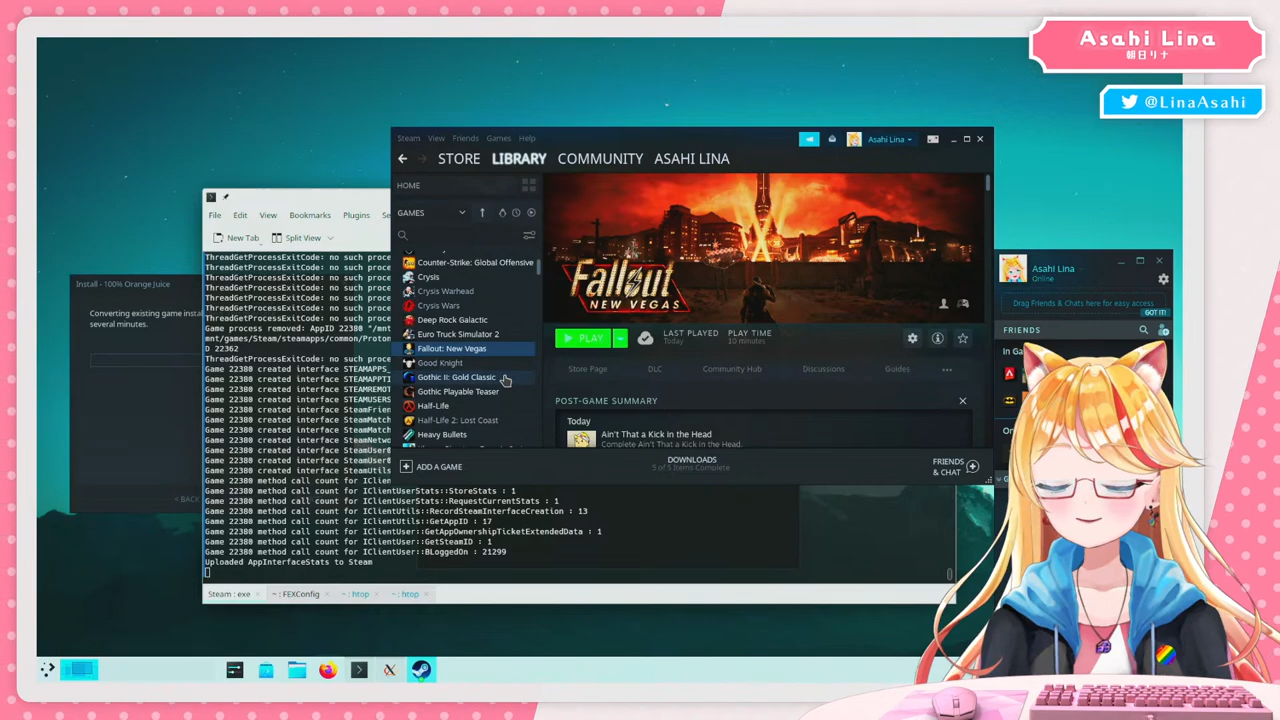 Asahi Lina
朝日リナ
@LinaAsahi
Steam View Friends Games Help
Asahi Lina
STORE LIBRARY COMMUNITY ASAHI LINA
HOME
GAMES
Counter-Strike: Global Offensive
Crysis
Crysis Warhead
Crysis Wars
Deep Rock Galactic
Euro Truck Simulator 2
Fallout: New Vegas
Good Knight
Gothic II: Gold Classic
Gothic Playable Teaser
Half-Life
Half-Life 2: Lost Coast
Heavy Bullets
ADD A GAME
Fallout
NEW VEGAS
PLAY
LAST PLAYED
Today
PLAY TIME
10 minutes
Store Page DLC Community Hub Discussions Guides
POST-GAME SUMMARY
Today
Ain't That a Kick in the Head
Complete Ain't That a Kick in the Head.
DOWNLOADS
5 of 5 Items Complete
FRIENDS
& CHAT
File Edit View Bookmarks Plugins Se
New Tab Split View
ThreadGetProcessExitCode: no such proce
ThreadGetProcessExitCode: no such proce
ThreadGetProcessExitCode: no such proce
ThreadGetProcessExitCode: no such proce
ThreadGetProcessExitCode: no such proce
ThreadGetProcessExitCode: no such proce
ThreadGetProcessExitCode: no such proce
Game process removed: AppID 22380 "/mn
mnt/games/Steam/steamapps/common/Proton
D 22362
ThreadGetProcessExitCode: no such proce
Game 22380 created interface STEAMAPPS_
Game 22380 created interface STEAMAPPTI
Game 22380 created interface STEAMREMOT
Game 22380 created interface STEAMUSERS
Game 22380 created interface SteamFrien
Game 22380 created interface SteamMatch
Game 22380 created interface SteamMatch
Game 22380 created interface SteamNetwo
Game 22380 created interface SteamUser0
Game 22380 created interface SteamUser0
Game 22380 created interface SteamUtils
Game 22380 method call count for ICli
Game 22380 method call count for IClientUserStats::StoreStats : 1
Game 22380 method call count for IClientUserStats::RequestCurrentStats : 1
Game 22380 method call count for IClientUtils::RecordSteamInterfaceCreation : 13
Game 22380 method call count for IClientUtils::GetAppID : 17
Game 22380 method call count for IClientUser::GetAppOwnershipTicketExtendedData : 1
Game 22380 method call count for IClientUser::GetSteamID : 1
Game 22380 method call count for IClientUser::BLoggedOn : 21299
Uploaded AppInterfaceStats to Steam
Steam : exe ~ : FEXConfig ~ : htop ~ : htop
Install - 100% Orange Juice
Converting existing game insta
several minutes.
< BACK
Asahi Lina
Online
Drag Friends & Chats here for easy access
GOT IT!
FRIENDS
In Ga